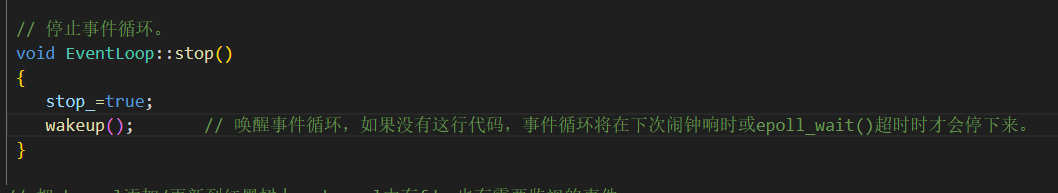 // 停止事件循环。
void EventLoop::stop()
{
stop_=true;
wakeup(); // 唤醒事件循环，如果没有这行代码，事件循环将在下次闹钟响时或epoll_wait()超时时才会停下来。
}